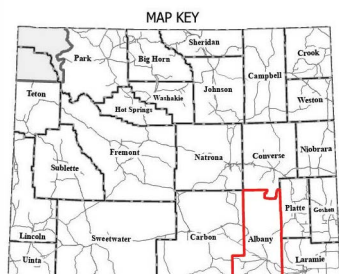 MAP KEY
Sheridan
Park
Big Horn
Crook
Campbell
Washakie
Johnson
Teton
Weston
Hot Springs
Niobrara
Fremont
Natrona
Converse
Sublette
Platte
Goshen
Lincoln
Sweetwater
Carbon
Albany
Uinta
Laramie